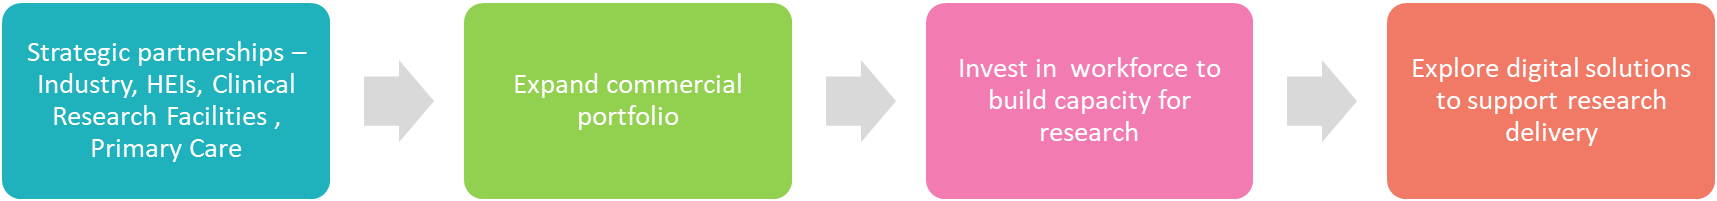 Strategic partnerships –
Industry, HEIs, Clinical
Research Facilities ,
Primary Care
Expand commercial
portfolio
Invest in  workforce to
build capacity for
research
Explore digital solutions
to support research
delivery